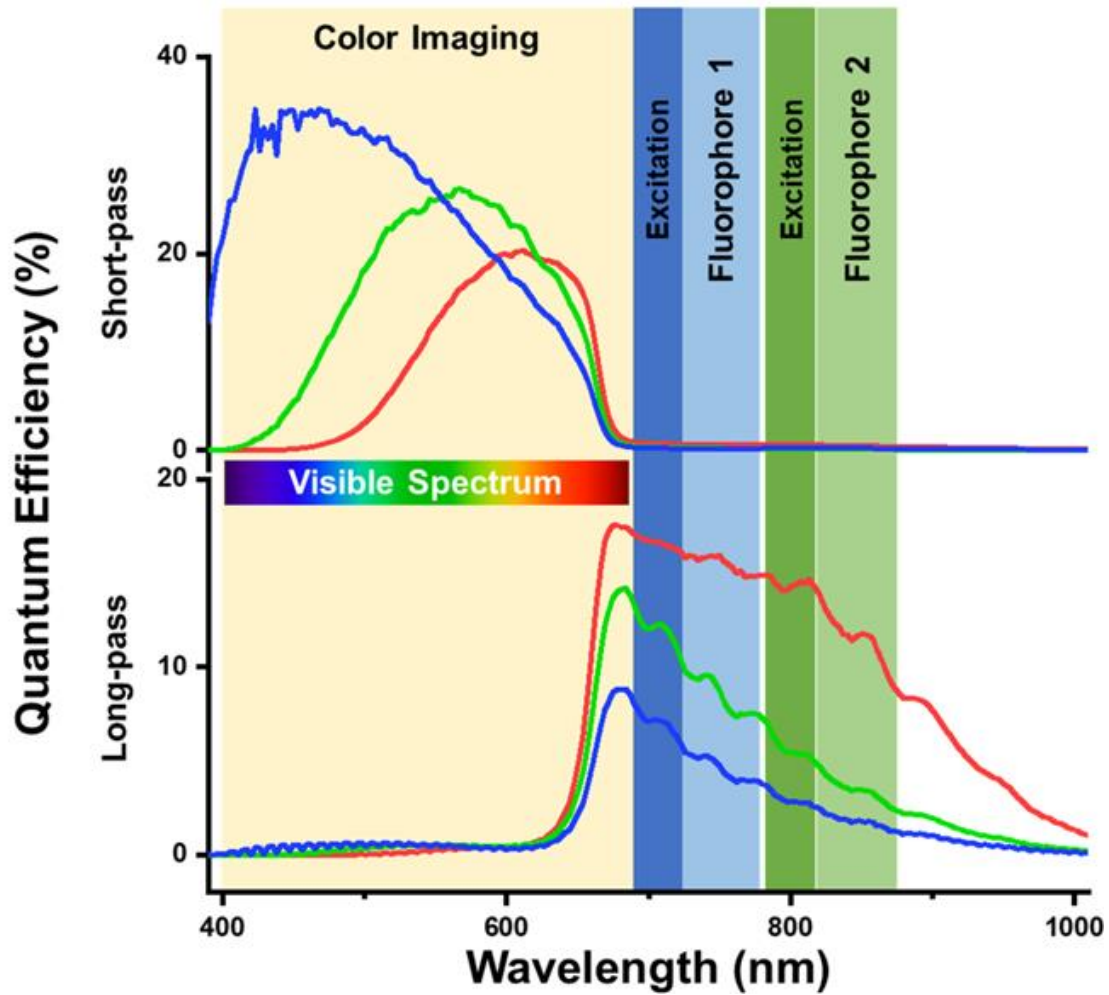 Color Imaging
Excitation
Fluorophore 1
Excitation
Fluorophore 2
40
20
0
Short-pass
Quantum Efficiency (%)
Visible Spectrum
20
10
0
Long-pass
400
600
800
1000
Wavelength (nm)